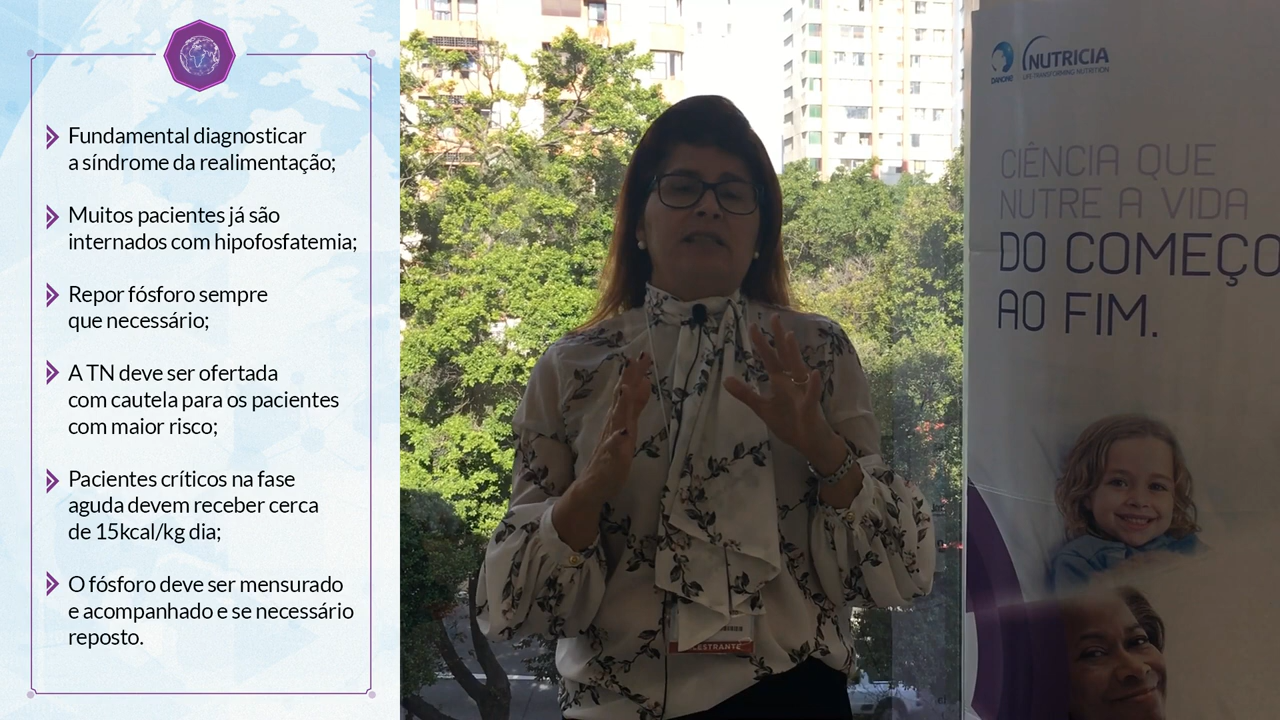 Fundamental diagnosticar
a síndrome da realimentação;
Muitos pacientes já são
internados com hipofosfatemia;
Repor fósforo sempre
que necessário;
A TN deve ser ofertada
com cautela para os pacientes
com maior risco;
Pacientes críticos na fase
aguda devem receber cerca
de 15kcal/kg dia;
O fósforo deve ser mensurado
e acompanhado e se necessário
reposto.
DANONE
NUTRICIA
LIFE-TRANSFORMING NUTRITION
CIÊNCIA QUE
NUTRE A VIDA
DO COMEÇO
AO FIM.